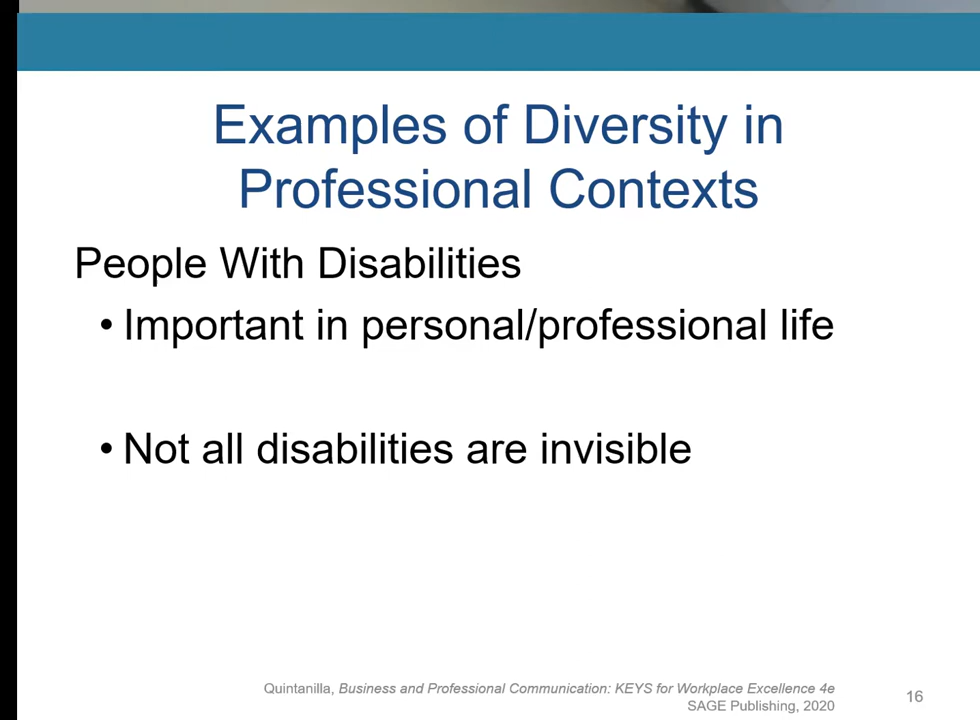 Examples of Diversity in
Professional Contexts
People With Disabilities
• Important in personal/professional life
• Not all disabilities are invisible
Quintanilla, Business and Professional Communication: KEYS for Workplace Excellence 4e
SAGE Publishing, 2020
16